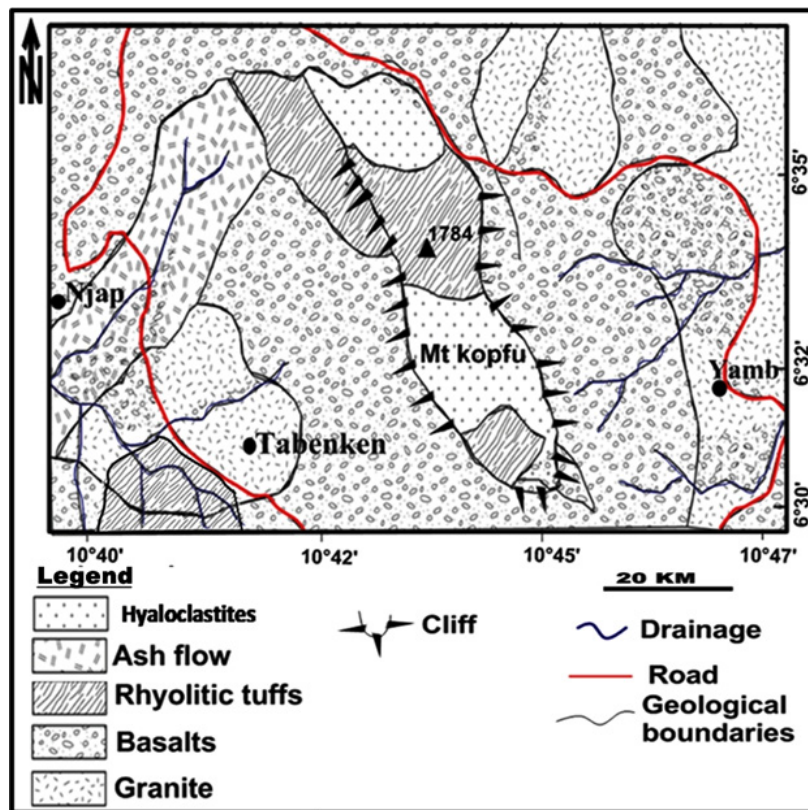 N
6°35'
1784
Njap
Mt kopfu
6°32'
Yamb
Tabenken
6°30'
10°40'
10°42'
10°45'
10°47'
Legend
20 KM
Hyaloclastites
Cliff
Drainage
Ash flow
Road
Rhyolitic tuffs
Geological
boundaries
Basalts
Granite